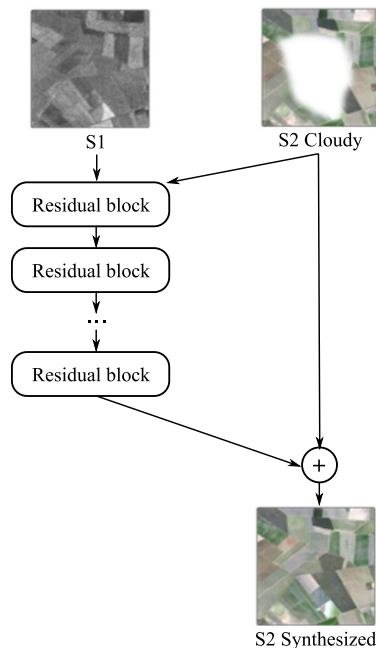 S1
S2 Cloudy
Residual block
Residual block
...
Residual block
+
S2 Synthesized